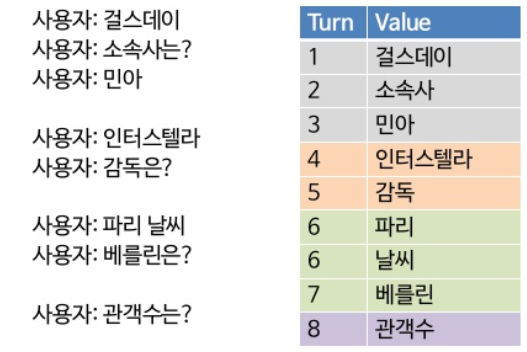 사용자: 걸스데이
사용자: 소속사는?
사용자: 민아
사용자: 인터스텔라
사용자: 감독은?
사용자: 파리 날씨
사용자: 베를린은?
사용자: 관객수는?
Turn Value
1 걸스데이
2 소속사
3 민아
4 인터스텔라
5 감독
6 파리
6 날씨
7 베를린
8 관객수